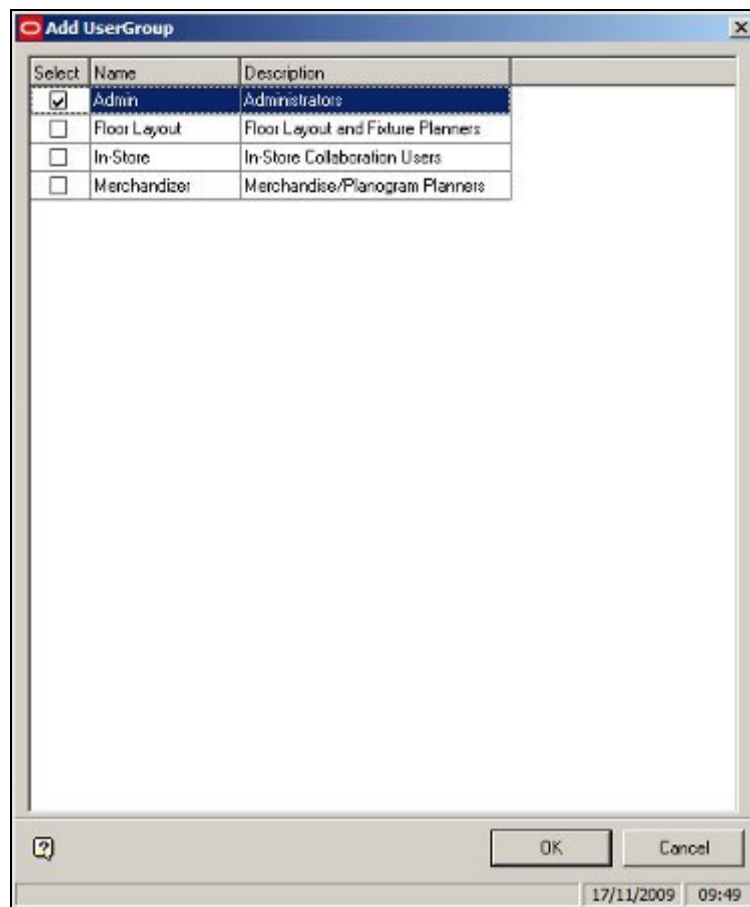 Add UserGroup
Select Name Description
Admin Administrators
Floor Layout Floor Layout and Fixture Planners
In-Store In-Store Collaboration Users
Merchandizer Merchandise/Planogram Planners
OK Cancel
17/11/2009 09:49